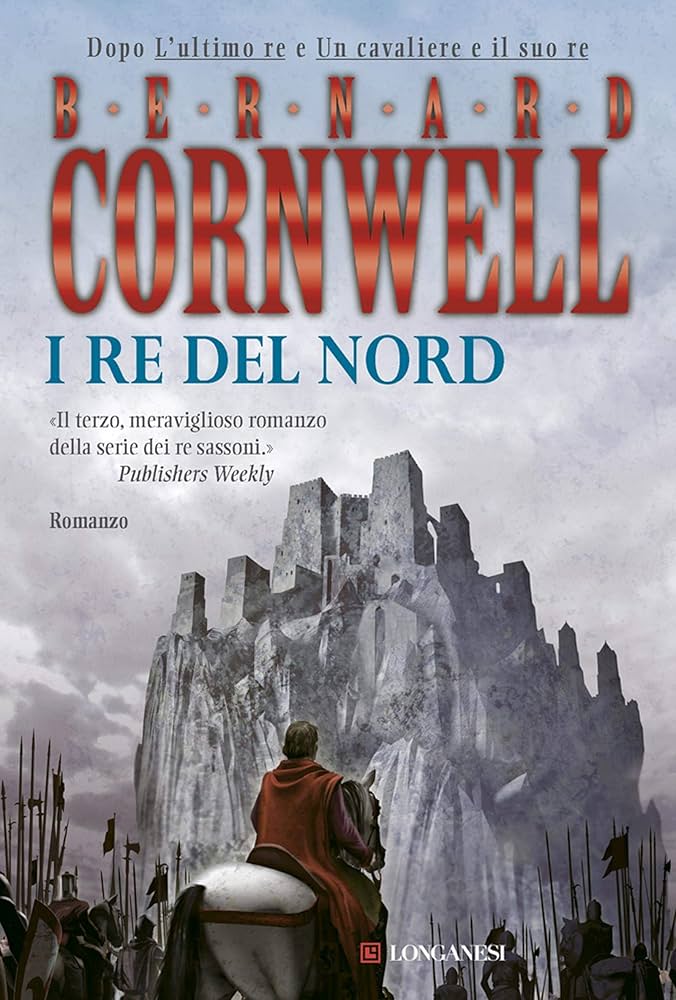 Dopo L'ultimo re e Un cavaliere e il suo re
B·E·R·N·A·R·D
CORNWELL
I RE DEL NORD
«Il terzo, meraviglioso romanzo
della serie dei re sassoni.»
Publishers Weekly
Romanzo
LONGANESI